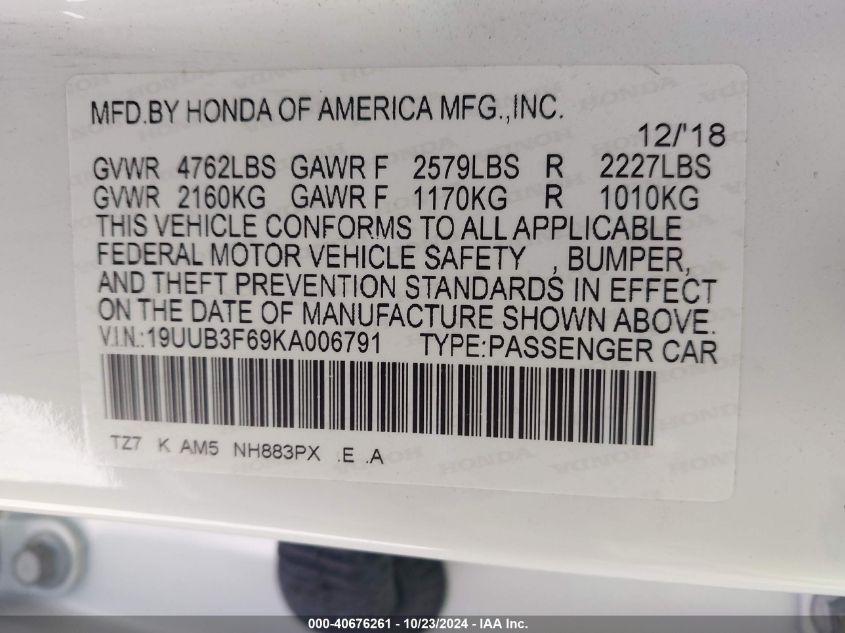 MFD.BY HONDA OF AMERICA MFG.,INC.
12/'18
GVWR 4762LBS GAWR F 2579LBS R 2227LBS
GVWR 2160KG GAWR F 1170KG R 1010KG
THIS VEHICLE CONFORMS TO ALL APPLICABLE
FEDERAL MOTOR VEHICLE SAFETY , BUMPER,
AND THEFT PREVENTION STANDARDS IN EFFECT
ON THE DATE OF MANUFACTURE SHOWN ABOVE.
V.I.N.:19UUB3F69KA006791 TYPE:PASSENGER CAR
TZ7 K AM5 NH883PX .E .A
000-40676261 - 10/23/2024 - IAA Inc.